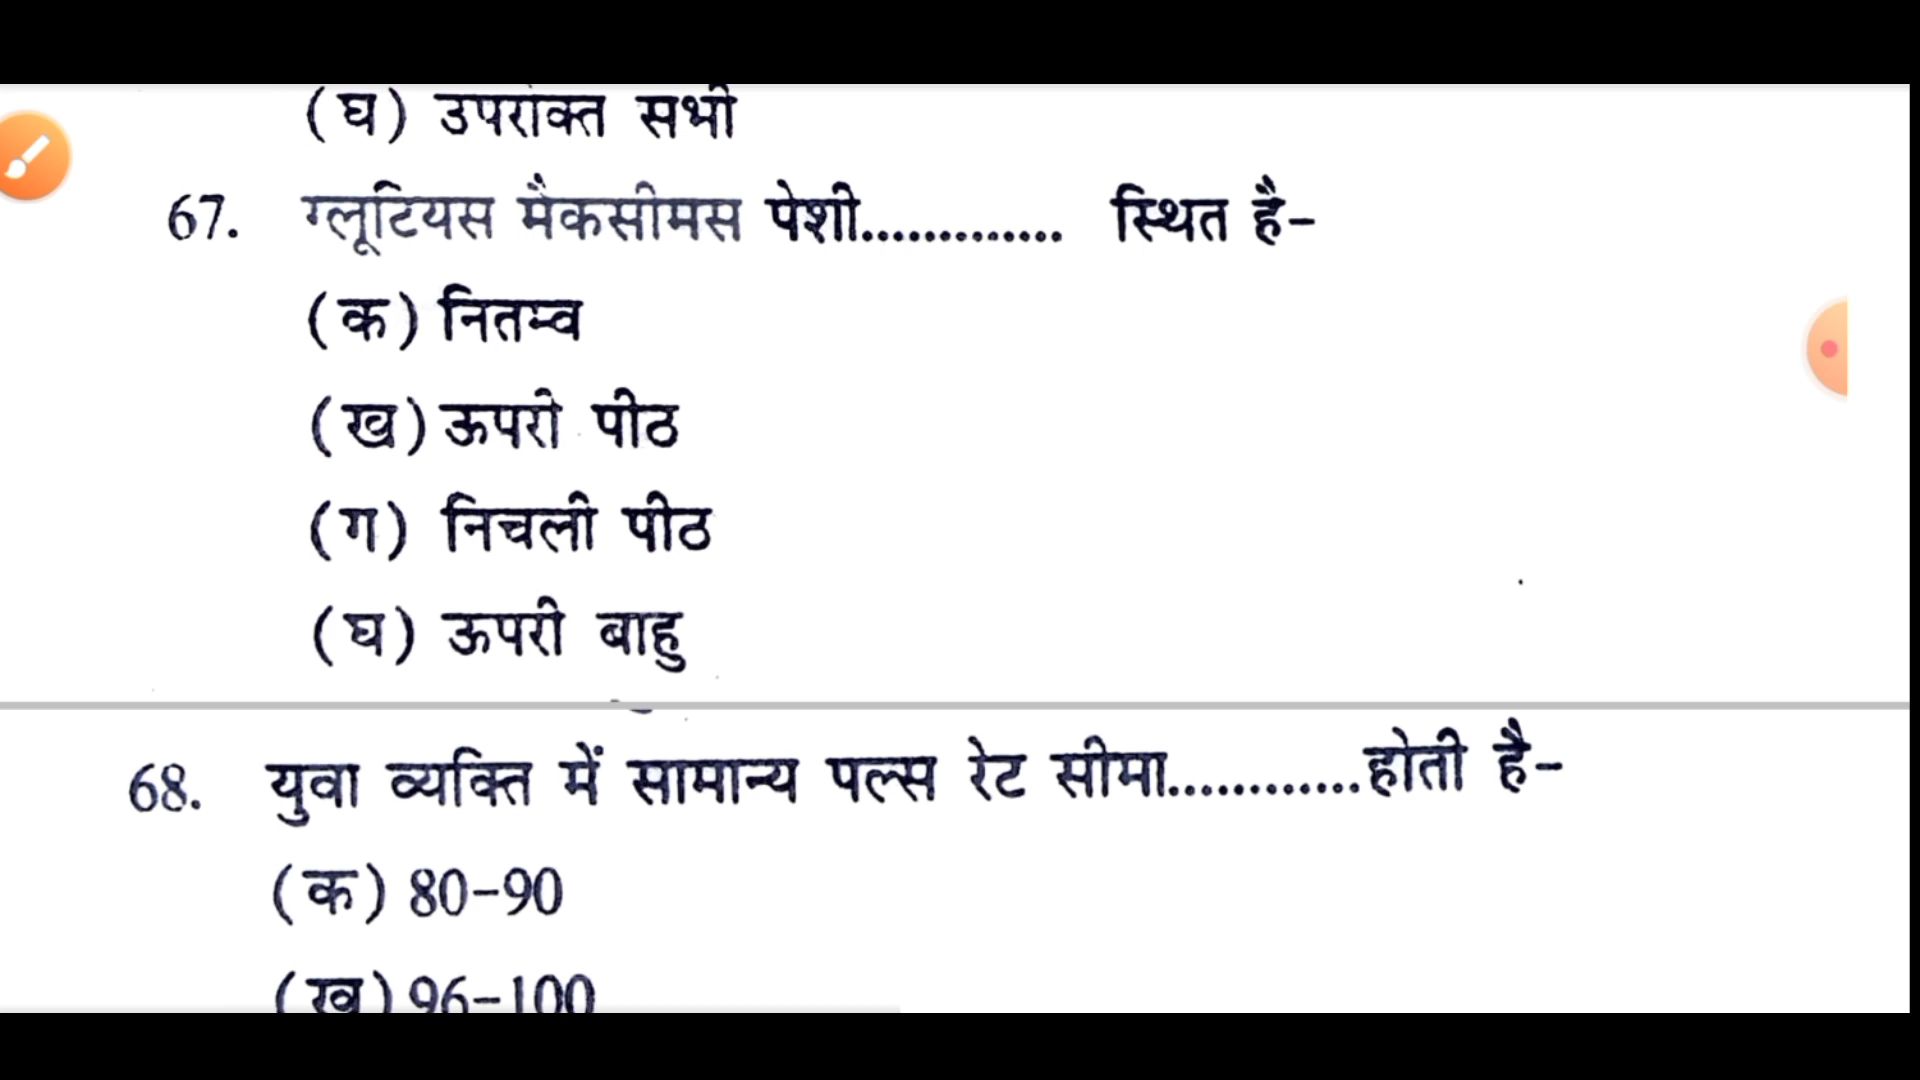 (घ) उपरोक्त सभी
67. ग्लूटियस मैकसीमस पेशी............. स्थित है-
(क) नितम्व
(ख) ऊपरी पीठ
(ग) निचली पीठ
(घ) ऊपरी बाहु
68. युवा व्यक्ति में सामान्य पल्स रेट सीमा............होती है-
(क) 80-90
(ख) 96-100